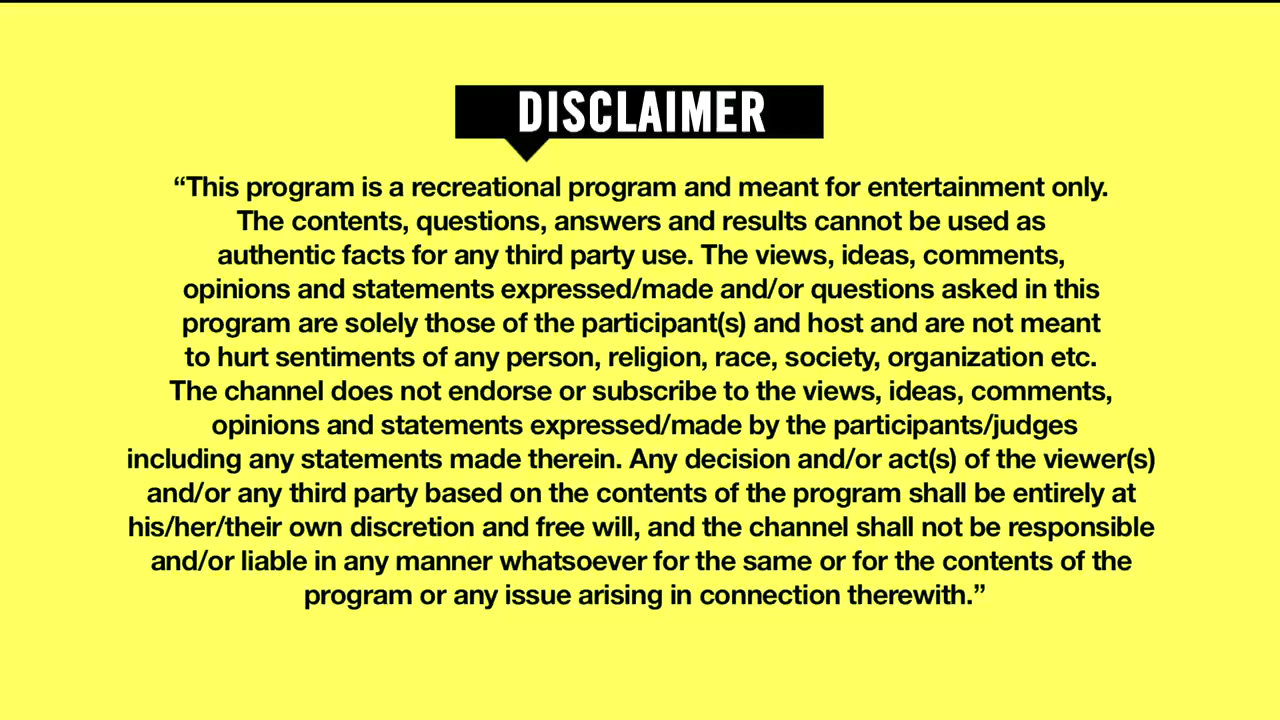 DISCLAIMER
“This program is a recreational program and meant for entertainment only.
The contents, questions, answers and results cannot be used as
authentic facts for any third party use. The views, ideas, comments,
opinions and statements expressed/made and/or questions asked in this
program are solely those of the participant(s) and host and are not meant
to hurt sentiments of any person, religion, race, society, organization etc.
The channel does not endorse or subscribe to the views, ideas, comments,
opinions and statements expressed/made by the participants/judges
including any statements made therein. Any decision and/or act(s) of the viewer(s)
and/or any third party based on the contents of the program shall be entirely at
his/her/their own discretion and free will, and the channel shall not be responsible
and/or liable in any manner whatsoever for the same or for the contents of the
program or any issue arising in connection therewith.”